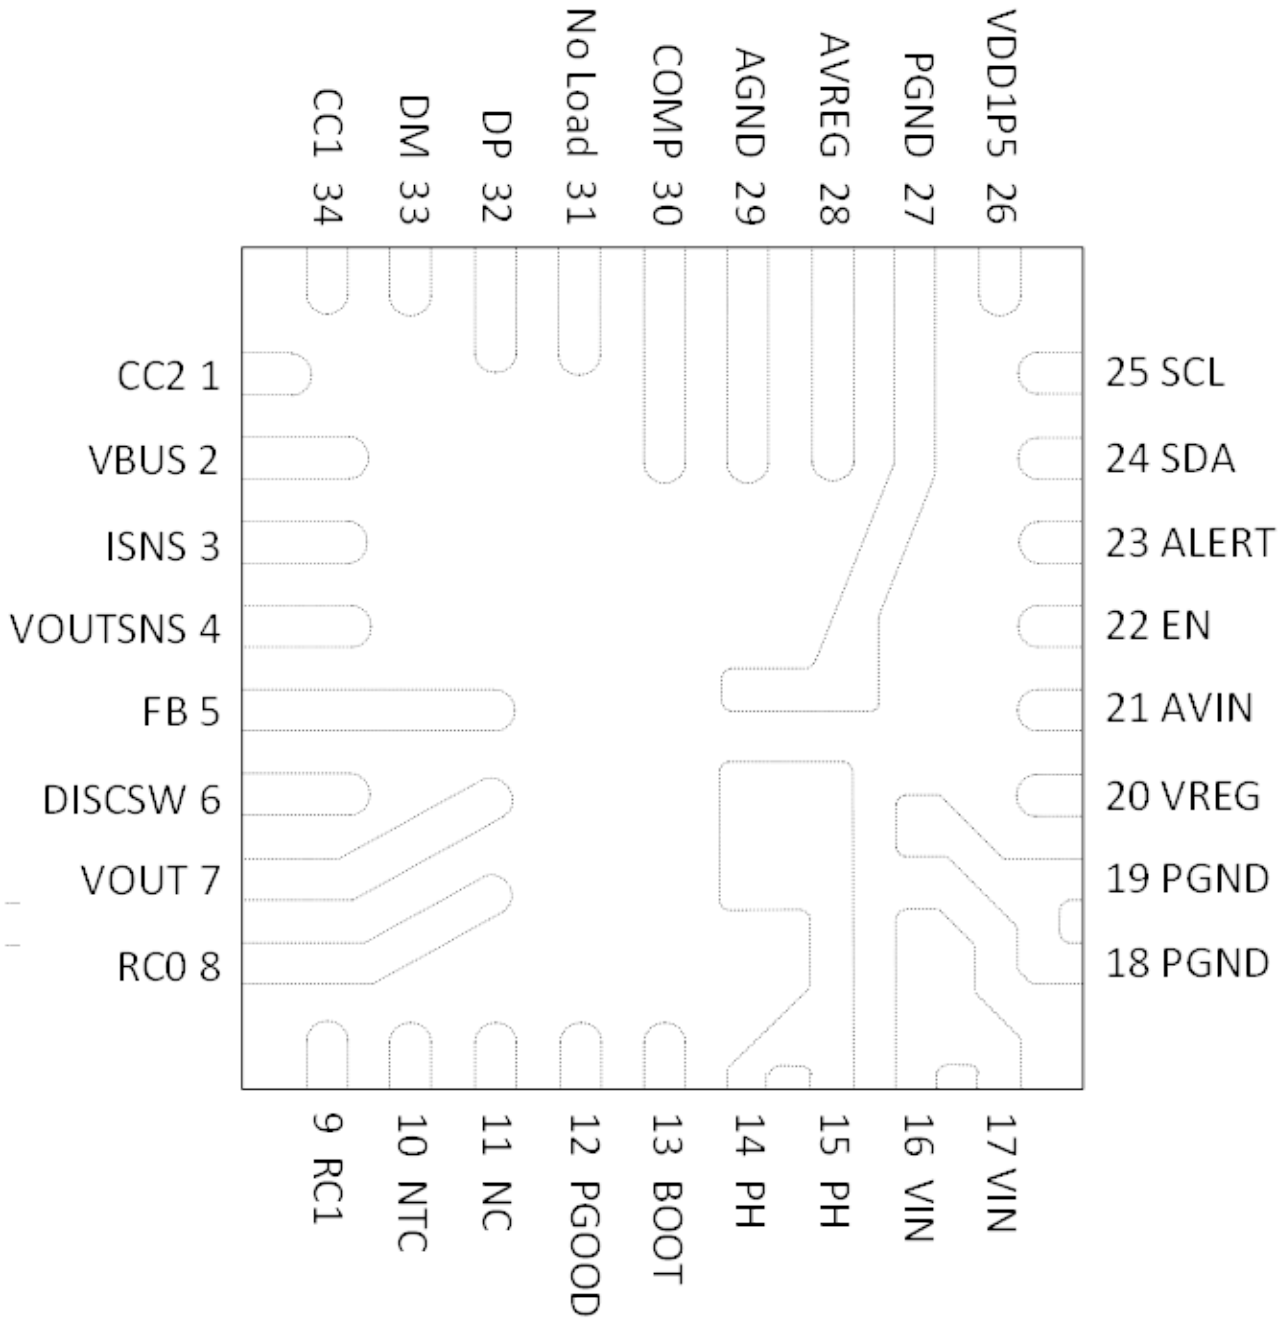 CC1 34
DM 33
DP 32
No Load 31
COMP 30
AGND 29
AVREG 28
PGND 27
VDD1P5 26
CC2 1
VBUS 2
ISNS 3
VOUTSNS 4
FB 5
DISCSW 6
VOUT 7
RC0 8
25 SCL
24 SDA
23 ALERT
22 EN
21 AVIN
20 VREG
19 PGND
18 PGND
9 RC1
10 NTC
11 NC
12 PGOOD
13 BOOT
14 PH
15 PH
16 VIN
17 VIN